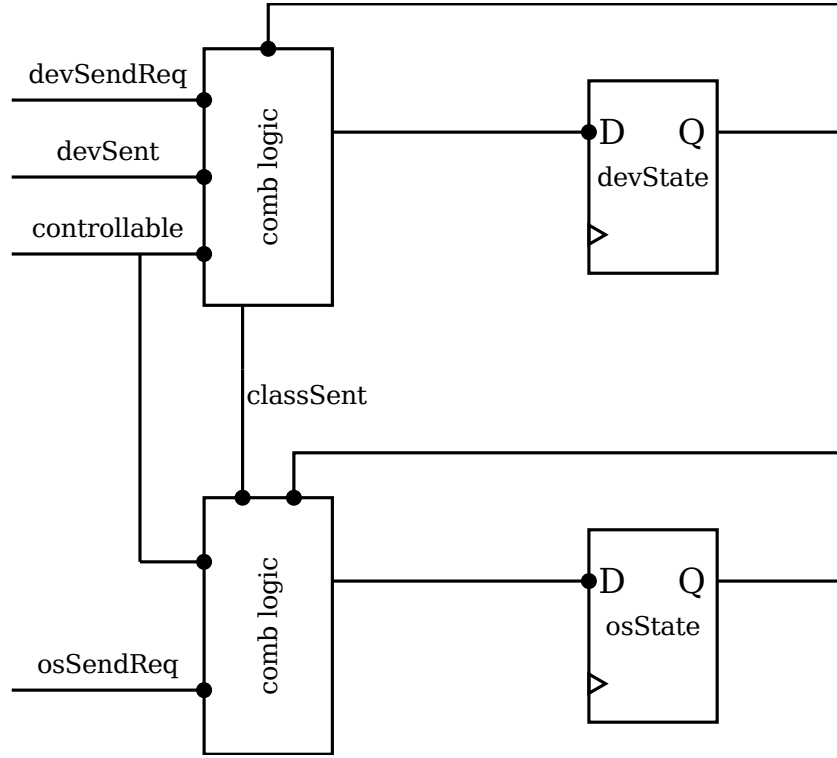 devSendReq
devSent
controllable
comb logic
D Q
devState
classSent
comb logic
D Q
osState
osSendReq